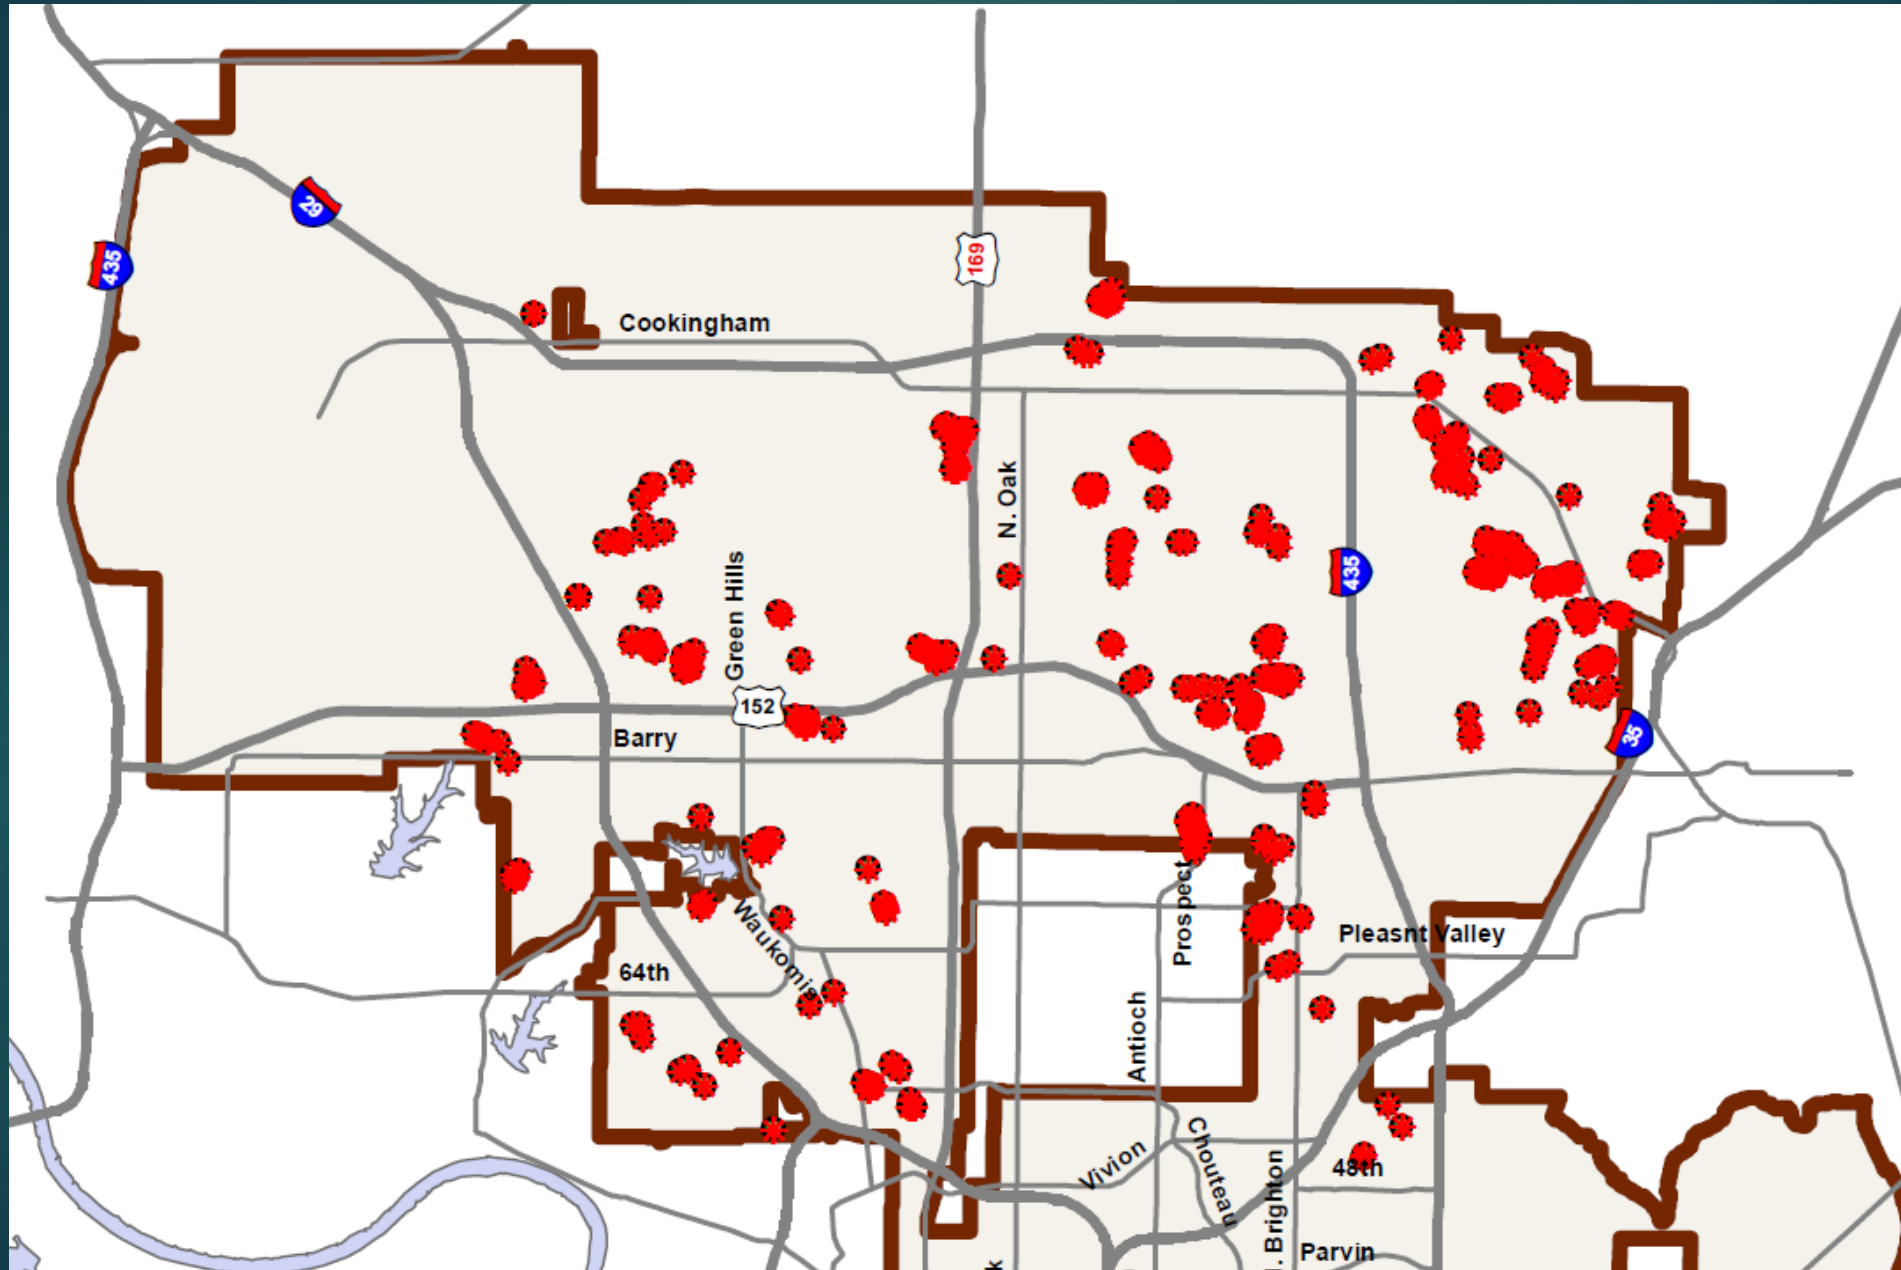 29
435
169
Cookingham
N. Oak
Green Hills
435
152
Barry
35
Prospect
Waukomis
Pleasnt Valley
64th
Antioch
Chouteau
Vivion
48th
Brighton
Parvin